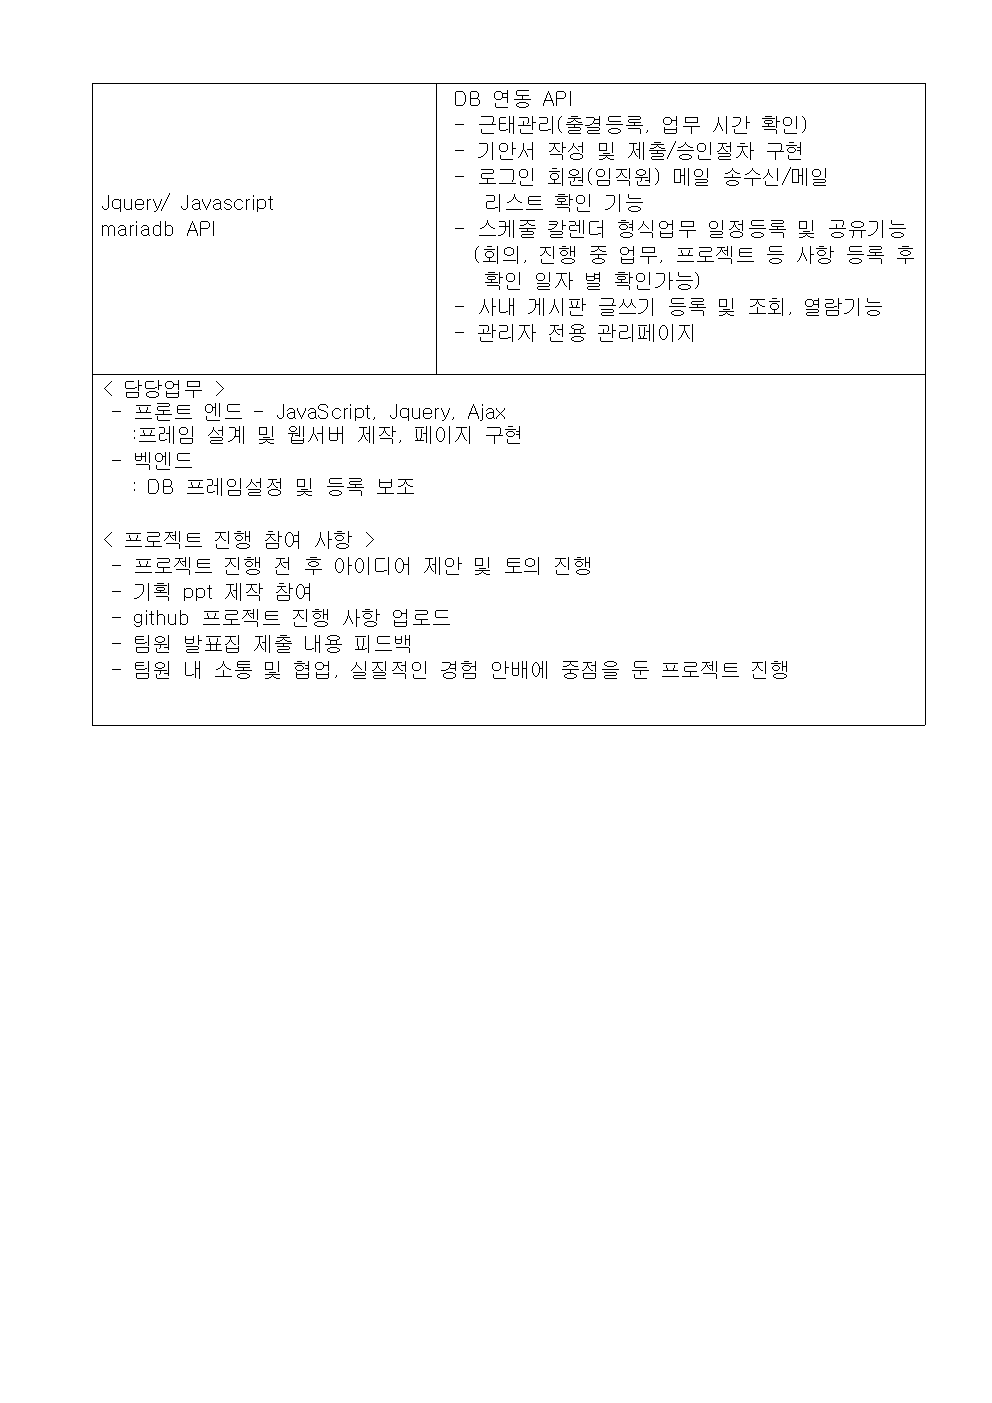 Jquery/ Javascript
mariadb API
DB 연동 API
- 근태관리(출결등록, 업무 시간 확인)
- 기안서 작성 및 제출/승인절차 구현
- 로그인 회원(임직원) 메일 송수신/메일
리스트 확인 기능
- 스케줄 칼렌더 형식업무 일정등록 및 공유기능
(회의, 진행 중 업무, 프로젝트 등 사항 등록 후
확인 일자 별 확인가능)
- 사내 게시판 글쓰기 등록 및 조회, 열람기능
- 관리자 전용 관리페이지
< 담당업무 >
- 프론트 엔드 - JavaScript, Jquery, Ajax
:프레임 설계 및 웹서버 제작, 페이지 구현
- 벡엔드
: DB 프레임설정 및 등록 보조
< 프로젝트 진행 참여 사항 >
- 프로젝트 진행 전 후 아이디어 제안 및 토의 진행
- 기획 ppt 제작 참여
- github 프로젝트 진행 사항 업로드
- 팀원 발표집 제출 내용 피드백
- 팀원 내 소통 및 협업, 실질적인 경험 안배에 중점을 둔 프로젝트 진행